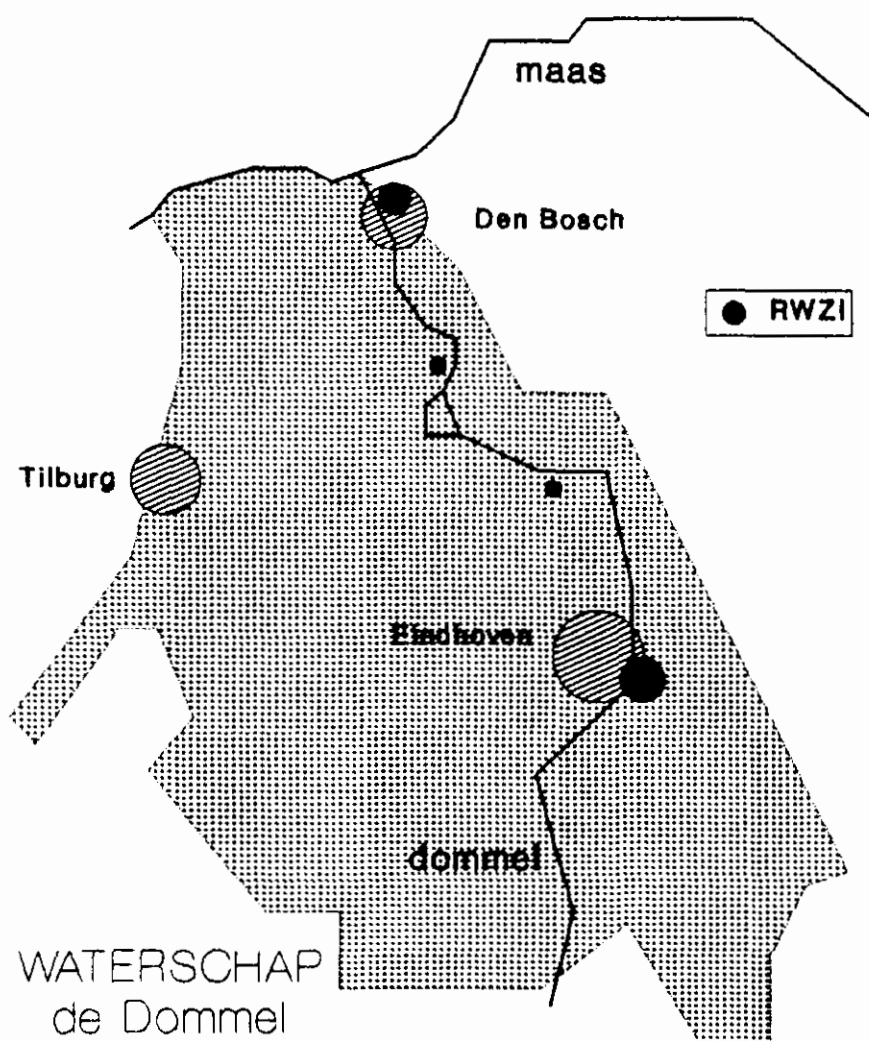 maas
Den Bosch
RWZI
Tilburg
Eindhoven
dommel
WATERSCHAP
de Dommel